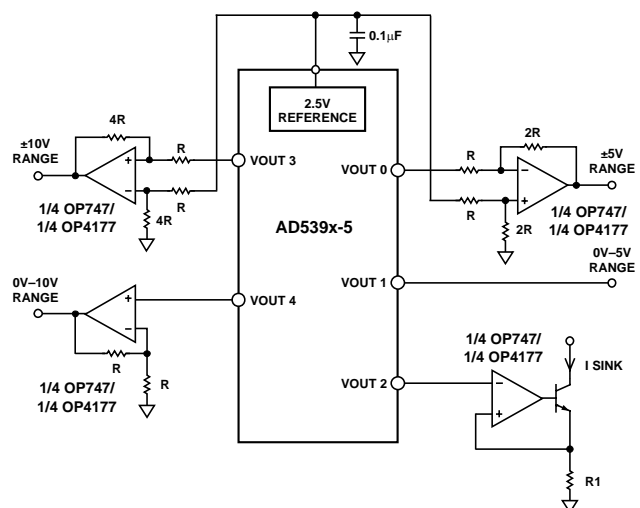 0.1µF
2.5V
REFERENCE
4R
±10V
RANGE
+
−
R
R
4R
VOUT 3
1/4 OP747/
1/4 OP4177
VOUT 0
R
R
2R
−
+
2R
±5V
RANGE
1/4 OP747/
1/4 OP4177
AD539x-5
0V–10V
RANGE
+
−
R
R
VOUT 4
1/4 OP747/
1/4 OP4177
VOUT 1
0V–5V
RANGE
VOUT 2
1/4 OP747/
1/4 OP4177
−
+
I SINK
R1